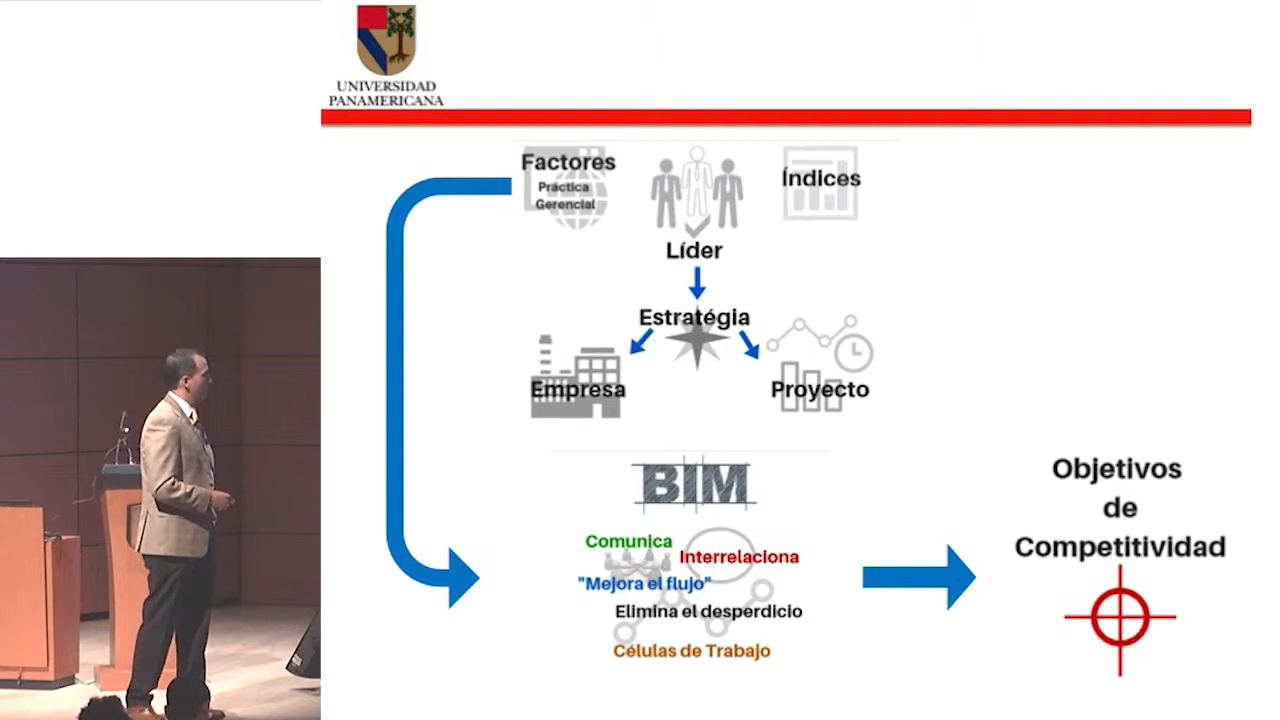 UNIVERSIDAD
PANAMERICANA
Factores
Práctica
Gerencial
Índices
Líder
Estratégia
Empresa
Proyecto
BIM
Comunica
Interrelaciona
"Mejora el flujo"
Elimina el desperdicio
Células de Trabajo
Objetivos
de
Competitividad